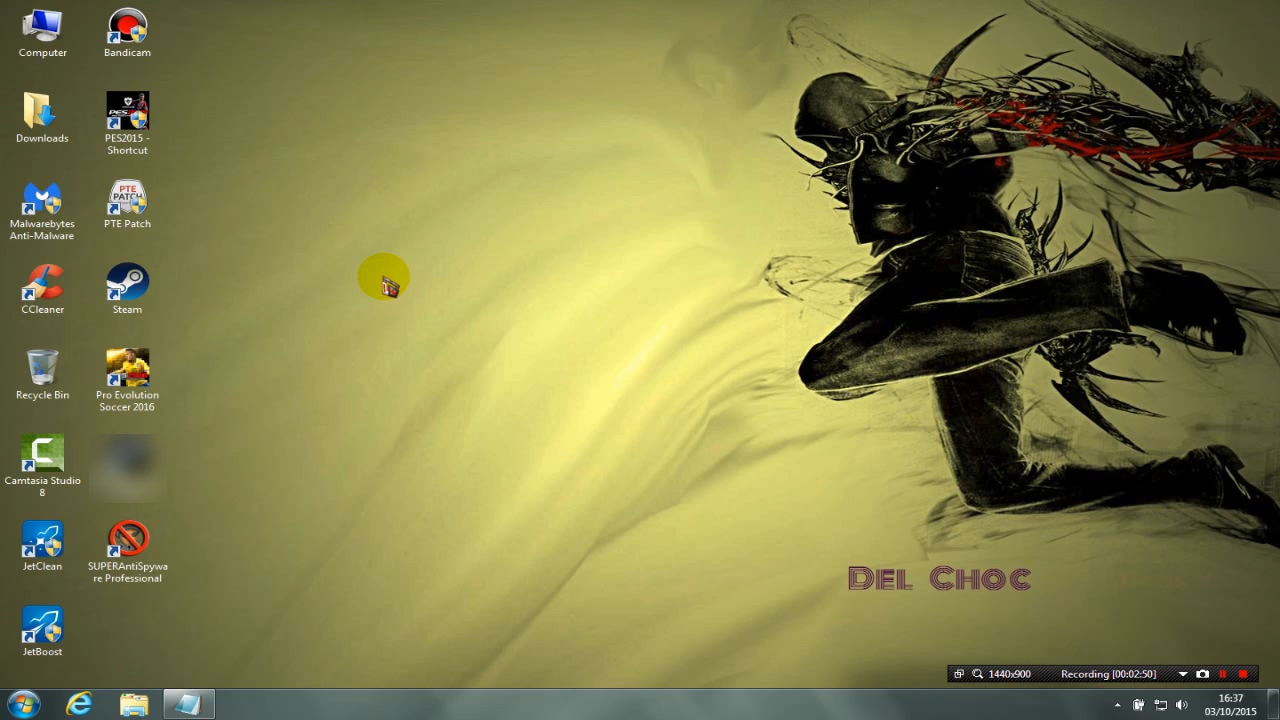 Computer
Bandicam
Downloads
PES2015 -
Shortcut
Malwarebytes
Anti-Malware
PTE
PATCH
PTE Patch
CCleaner
Steam
Recycle Bin
Pro Evolution
Soccer 2016
Camtasia Studio
8
JetClean
SUPERAntiSpywa
re Professional
JetBoost
DEL CHOC
1440x900
Recording [00:02:50]
16:37
03/10/2015